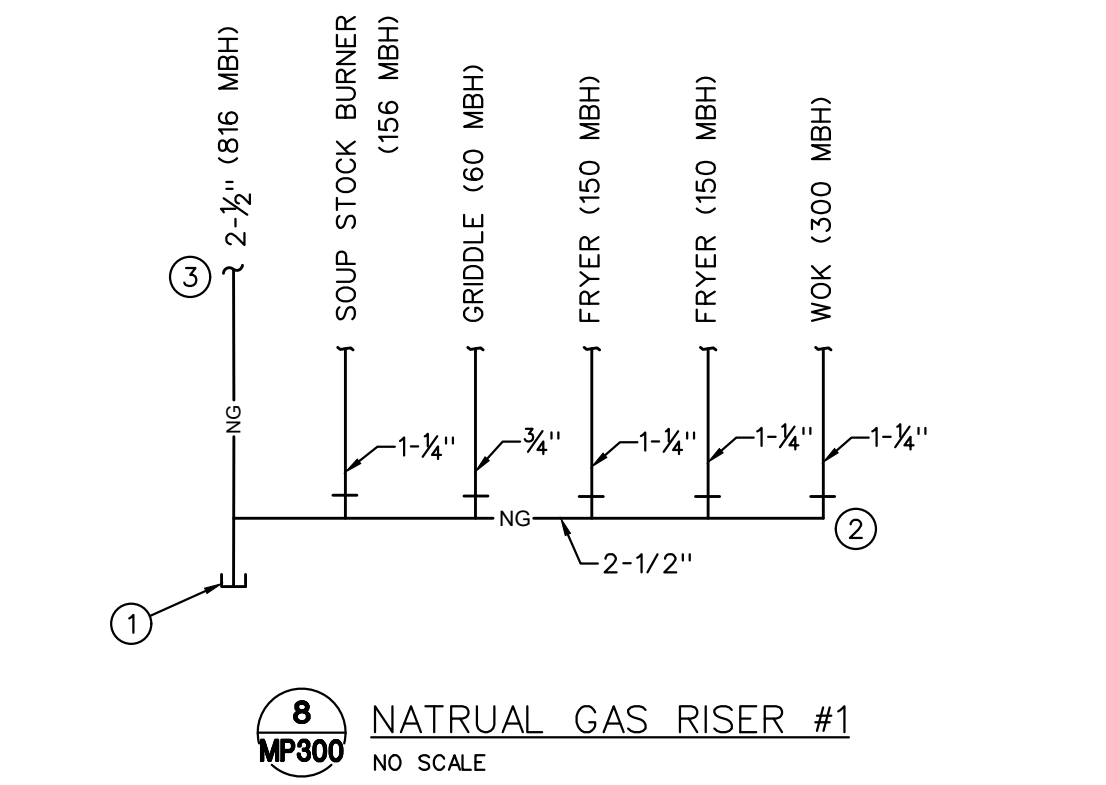 2-½" (816 MBH)
SOUP STOCK BURNER
(156 MBH)
GRIDDLE (60 MBH)
FRYER (150 MBH)
FRYER (150 MBH)
WOK (300 MBH)
3
NG
1-¼"
¾"
1-¼"
1-¼"
1-¼"
NG
2
2-1/2"
1
8
MP300
NATRUAL GAS RISER #1
NO SCALE